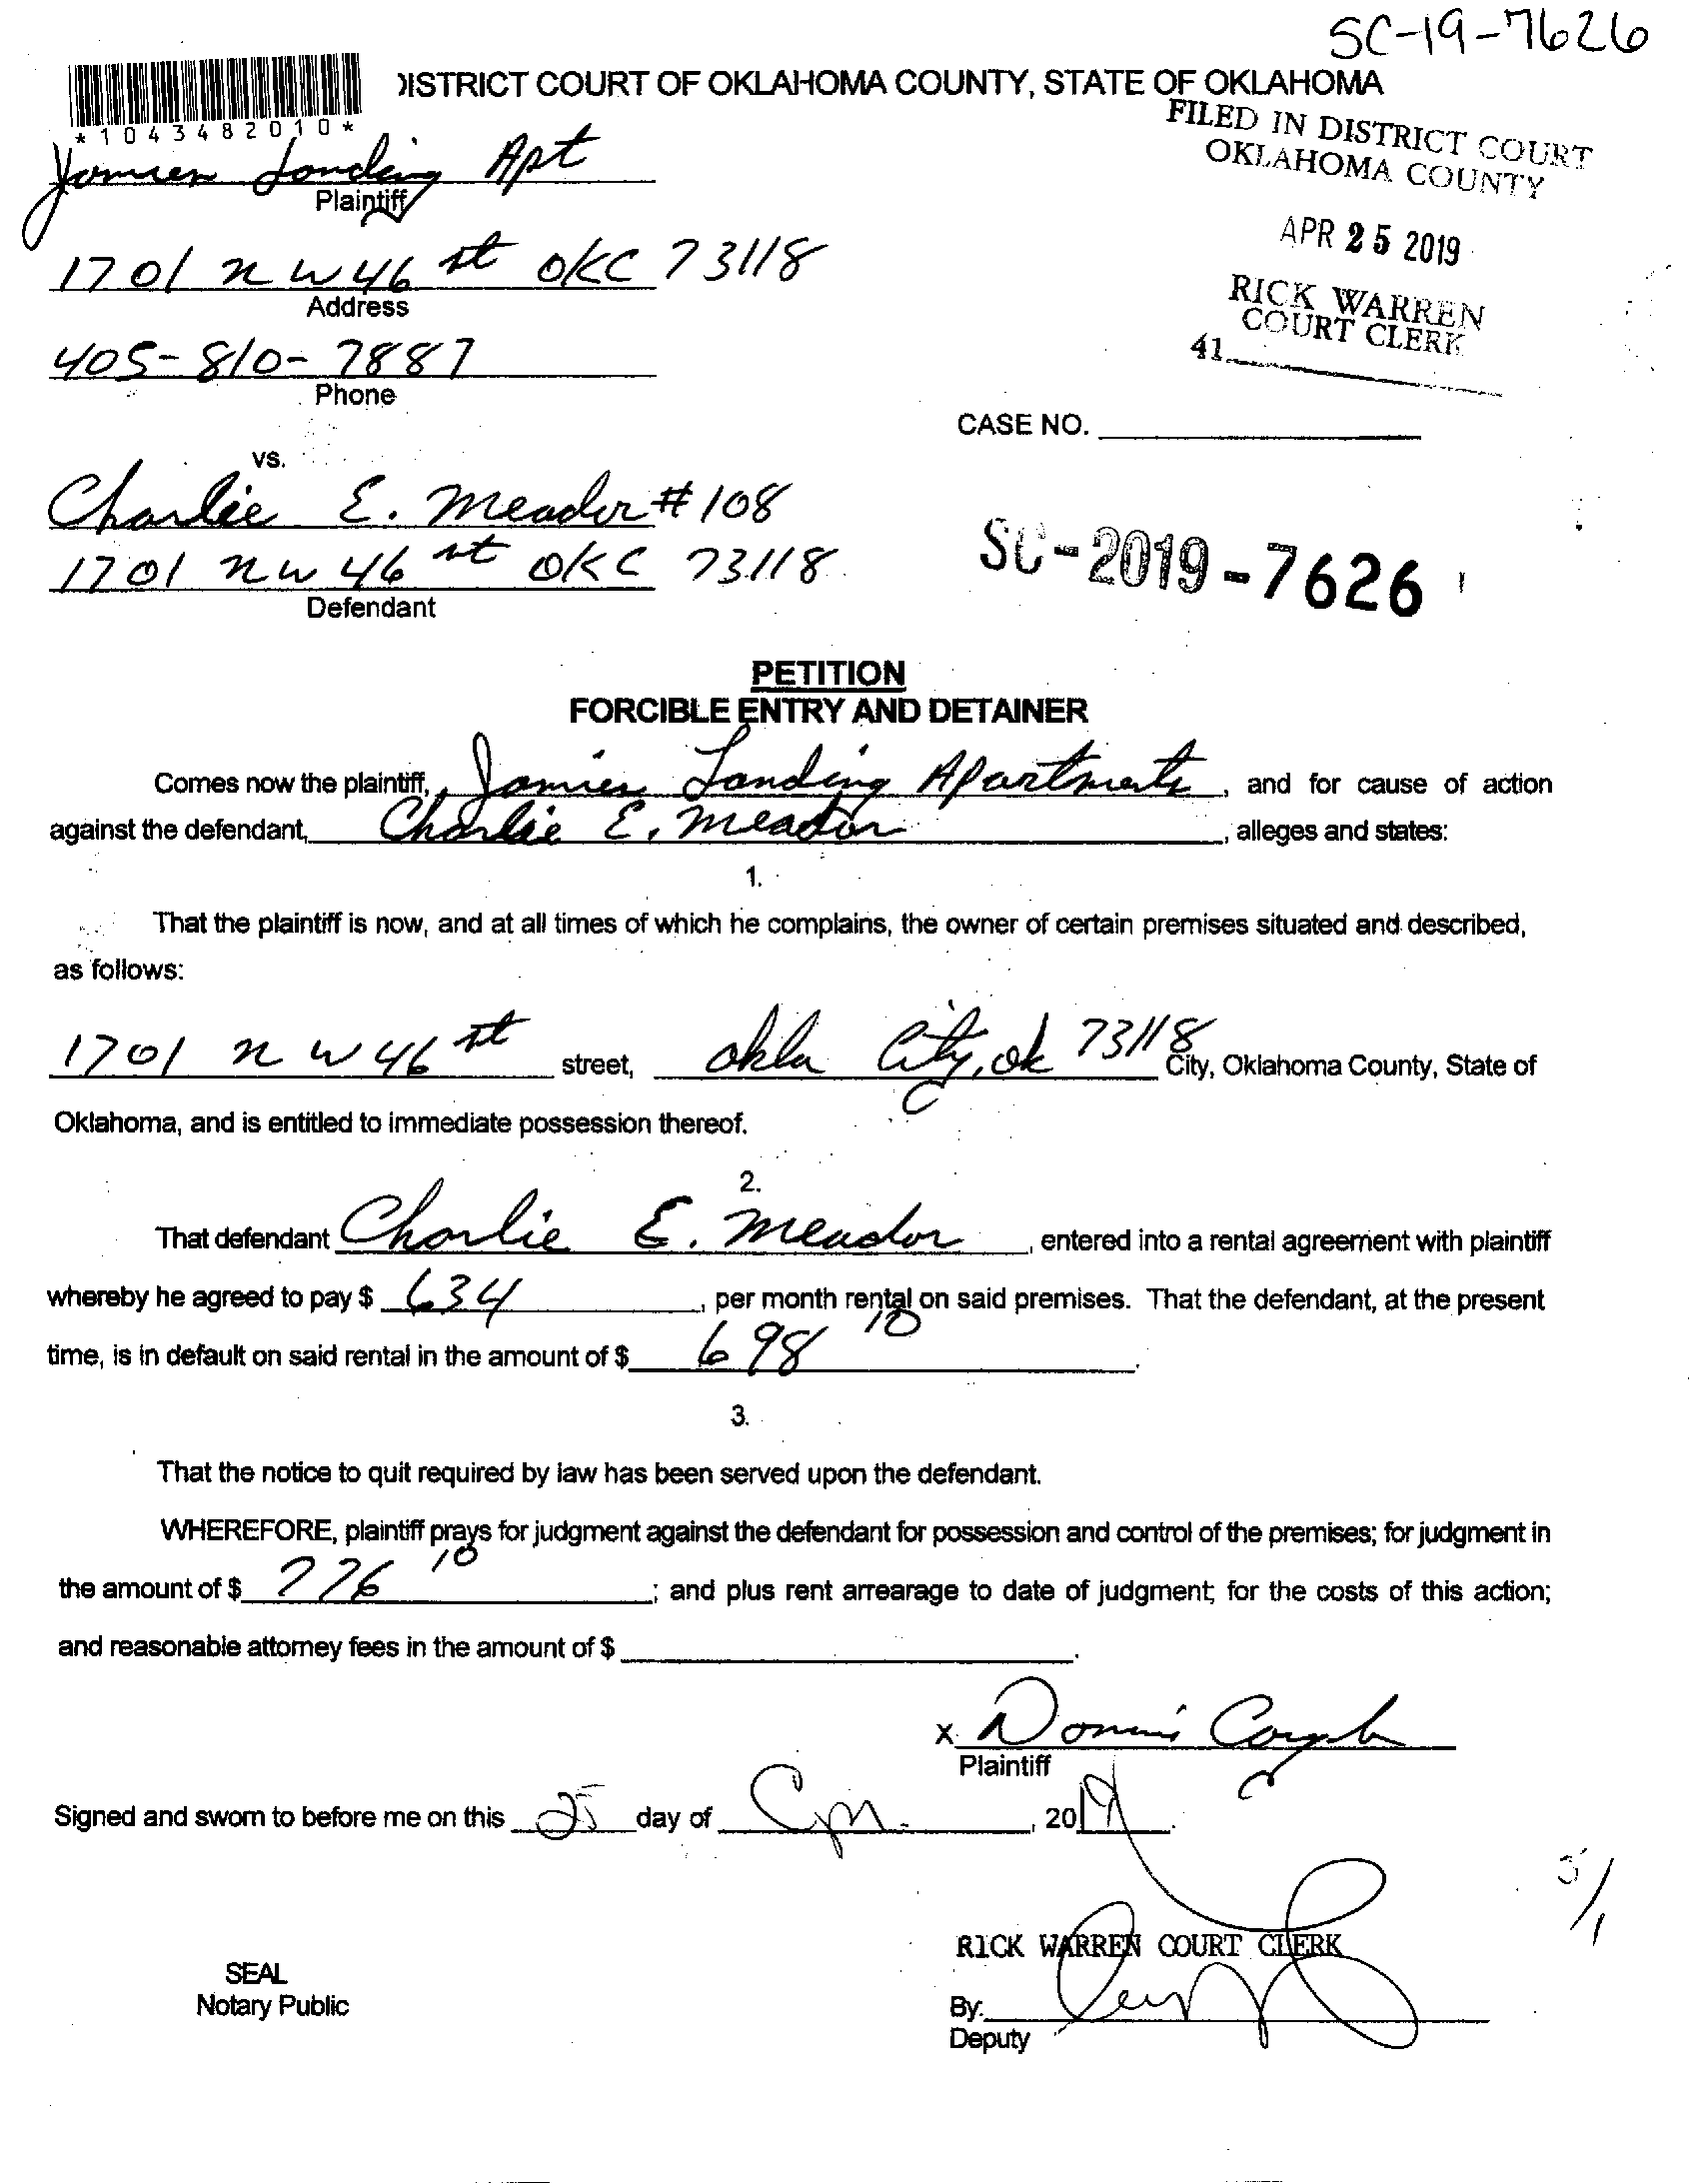 SC-19-7626
DISTRICT COURT OF OKLAHOMA COUNTY, STATE OF OKLAHOMA
*1043482010*
FILED IN DISTRICT COURT
OKLAHOMA COUNTY
Landing Apt
Plaintiff
APR 25 2019
1701 NW 46 st OKC 73118
Address
RICK WARREN
COURT CLERK
41
405-810-7887
Phone
CASE NO.
vs.
Charlie E. Meador #108
1701 NW 46 st OKC 73118
Defendant
SC-2019-7626
PETITION
FORCIBLE ENTRY AND DETAINER
Comes now the plaintiff, Landing Apartments, and for cause of action
against the defendant, Charlie E. Meador, alleges and states:
1.
That the plaintiff is now, and at all times of which he complains, the owner of certain premises situated and described,
as follows:
1701 NW 46 st street, Okla City, Ok 73118 City, Oklahoma County, State of
Oklahoma, and is entitled to immediate possession thereof.
2.
That defendant Charlie E. Meador, entered into a rental agreement with plaintiff
whereby he agreed to pay $ 634, per month rental on said premises. That the defendant, at the present
time, is in default on said rental in the amount of $ 698 10.
3.
That the notice to quit required by law has been served upon the defendant.
WHEREFORE, plaintiff prays for judgment against the defendant for possession and control of the premises; for judgment in
the amount of $ 776 10; and plus rent arrearage to date of judgment; for the costs of this action;
and reasonable attorney fees in the amount of $ .
X
Plaintiff
Signed and sworn to before me on this 25 day of , 2019.
5/1
RICK WARREN COURT CLERK
SEAL
Notary Public
By:
Deputy